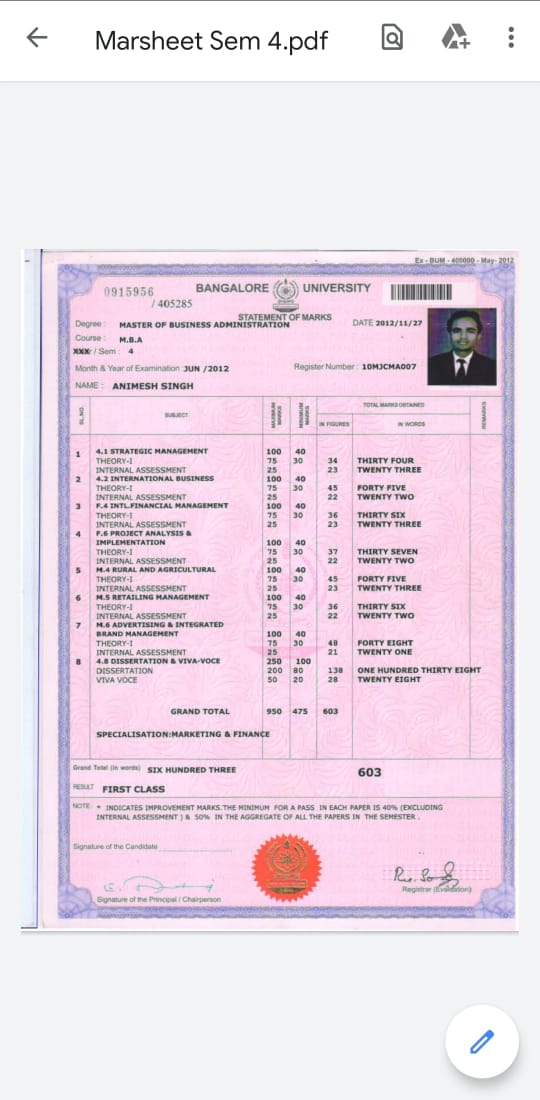 Marsheet Sem 4.pdf
Ex - BUM - 400000 - May- 2012
0915956
BANGALORE UNIVERSITY
/ 405285
STATEMENT OF MARKS
Degree : MASTER OF BUSINESS ADMINISTRATION
DATE 2012/11/27
Course : M.B.A
XXX / Sem : 4
Month & Year of Examination JUN /2012
Register Number : 10MJCMA007
NAME : ANIMESH SINGH
SL.NO. SUBJECT MAXIMUM MARKS MINIMUM MARKS TOTAL MARKS OBTAINED REMARKS
IN FIGURES IN WORDS
1 4.1 STRATEGIC MANAGEMENT 100 40
THEORY-I 75 30 34 THIRTY FOUR
INTERNAL ASSESSMENT 25 23 TWENTY THREE
2 4.2 INTERNATIONAL BUSINESS 100 40
THEORY-I 75 30 45 FORTY FIVE
INTERNAL ASSESSMENT 25 22 TWENTY TWO
3 F.4 INTL.FINANCIAL MANAGEMENT 100 40
THEORY-I 75 30 36 THIRTY SIX
INTERNAL ASSESSMENT 25 23 TWENTY THREE
4 F.6 PROJECT ANALYSIS &
IMPLEMENTATION 100 40
THEORY-I 75 30 37 THIRTY SEVEN
INTERNAL ASSESSMENT 25 22 TWENTY TWO
5 M.4 RURAL AND AGRICULTURAL 100 40
THEORY-I 75 30 45 FORTY FIVE
INTERNAL ASSESSMENT 25 23 TWENTY THREE
6 M.5 RETAILING MANAGEMENT 100 40
THEORY-I 75 30 36 THIRTY SIX
INTERNAL ASSESSMENT 25 22 TWENTY TWO
7 M.6 ADVERTISING & INTEGRATED
BRAND MANAGEMENT 100 40
THEORY-I 75 30 48 FORTY EIGHT
INTERNAL ASSESSMENT 25 21 TWENTY ONE
8 4.8 DISSERTATION & VIVA-VOCE 250 100
DISSERTATION 200 80 138 ONE HUNDRED THIRTY EIGHT
VIVA VOCE 50 20 28 TWENTY EIGHT
GRAND TOTAL 950 475 603
SPECIALISATION:MARKETING & FINANCE
Grand Total (in words) SIX HUNDRED THREE 603
RESULT FIRST CLASS
NOTE: * INDICATES IMPROVEMENT MARKS.THE MINIMUM FOR A PASS IN EACH PAPER IS 40% (EXCLUDING
INTERNAL ASSESSMENT ) & 50% IN THE AGGREGATE OF ALL THE PAPERS IN THE SEMESTER .
Signature of the Candidate
Signature of the Principal / Chairperson
Registrar (Evaluation)